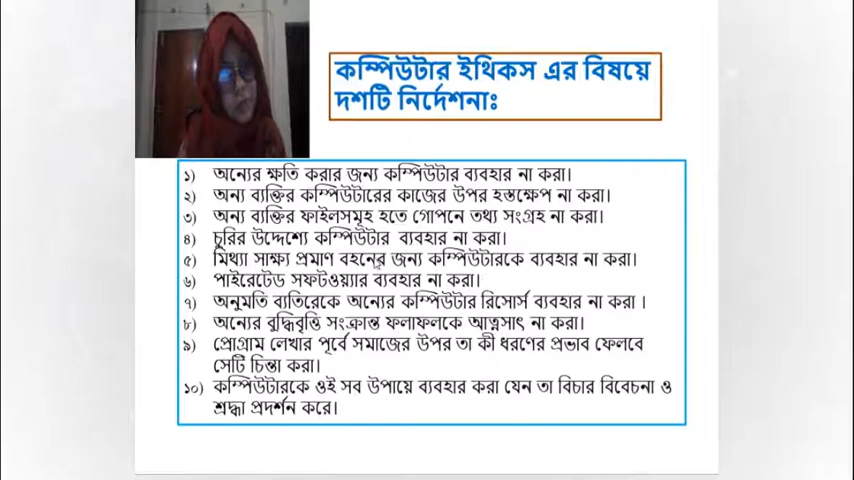 কম্পিউটার ইথিকস এর বিষয়ে
দশটি নির্দেশনাঃ
১) অন্যের ক্ষতি করার জন্য কম্পিউটার ব্যবহার না করা।
২) অন্য ব্যক্তির কম্পিউটারের কাজের উপর হস্তক্ষেপ না করা।
৩) অন্য ব্যক্তির ফাইলসমূহ হতে গোপনে তথ্য সংগ্রহ না করা।
৪) চুরির উদ্দেশ্যে কম্পিউটার ব্যবহার না করা।
৫) মিথ্যা সাক্ষ্য প্রমাণ বহনের জন্য কম্পিউটারকে ব্যবহার না করা।
৬) পাইরেটেড সফটওয়্যার ব্যবহার না করা।
৭) অনুমতি ব্যতিরেকে অন্যের কম্পিউটার রিসোর্স ব্যবহার না করা ।
৮) অন্যের বুদ্ধিবৃত্তি সংক্রান্ত ফলাফলকে আত্নসাৎ না করা।
৯) প্রোগ্রাম লেখার পূর্বে সমাজের উপর তা কী ধরণের প্রভাব ফেলবে
সেটি চিন্তা করা।
১০) কম্পিউটারকে ওই সব উপায়ে ব্যবহার করা যেন তা বিচার বিবেচনা ও
শ্রদ্ধা প্রদর্শন করে।